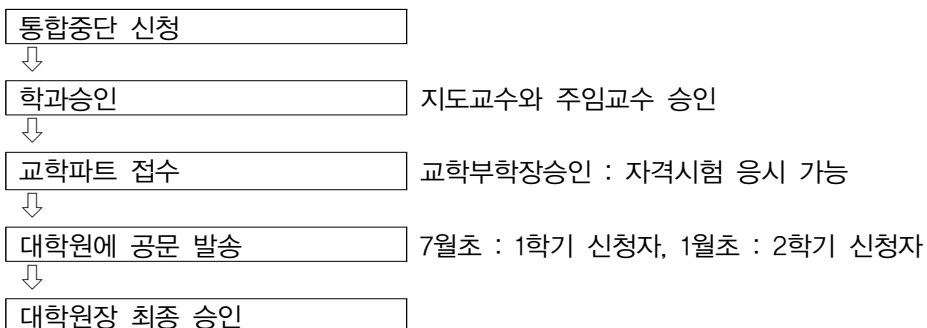 통합중단 신청
⇩
학과승인 지도교수와 주임교수 승인
⇩
교학파트 접수 교학부학장승인 : 자격시험 응시 가능
⇩
대학원에 공문 발송 7월초 : 1학기 신청자, 1월초 : 2학기 신청자
⇩
대학원장 최종 승인